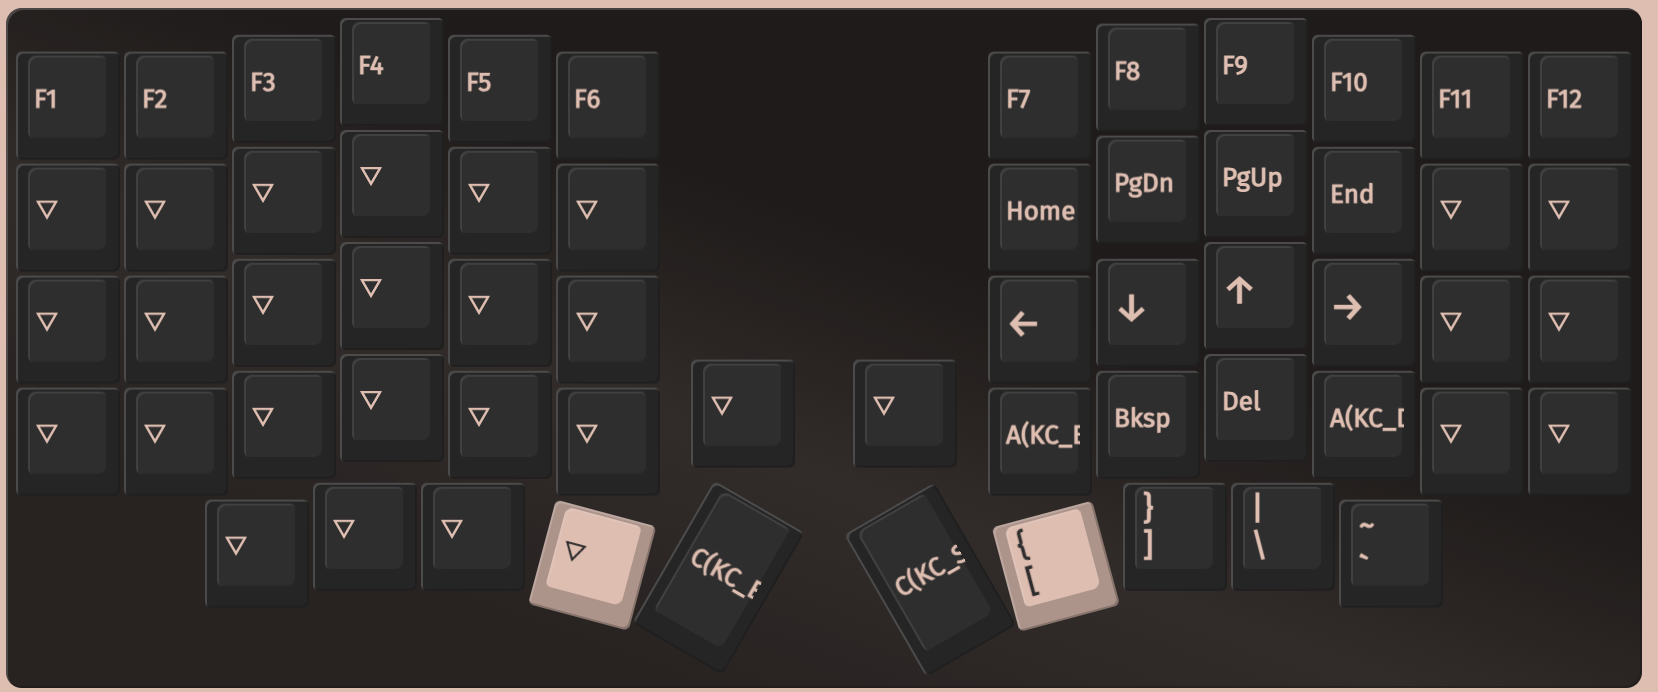 F1 F2 F3 F4 F5 F6 F7 F8 F9 F10 F11 F12
▽ ▽ ▽ ▽ ▽ ▽ Home PgDn PgUp End ▽ ▽
▽ ▽ ▽ ▽ ▽ ▽ ← ↓ ↑ → ▽ ▽
▽ ▽ ▽ ▽ ▽ ▽ ▽ ▽ A(KC_ Bksp Del A(KC_ ▽ ▽
▽ ▽ ▽ ▽ C(KC_ C(KC_ { } | ~
[ ] \ `